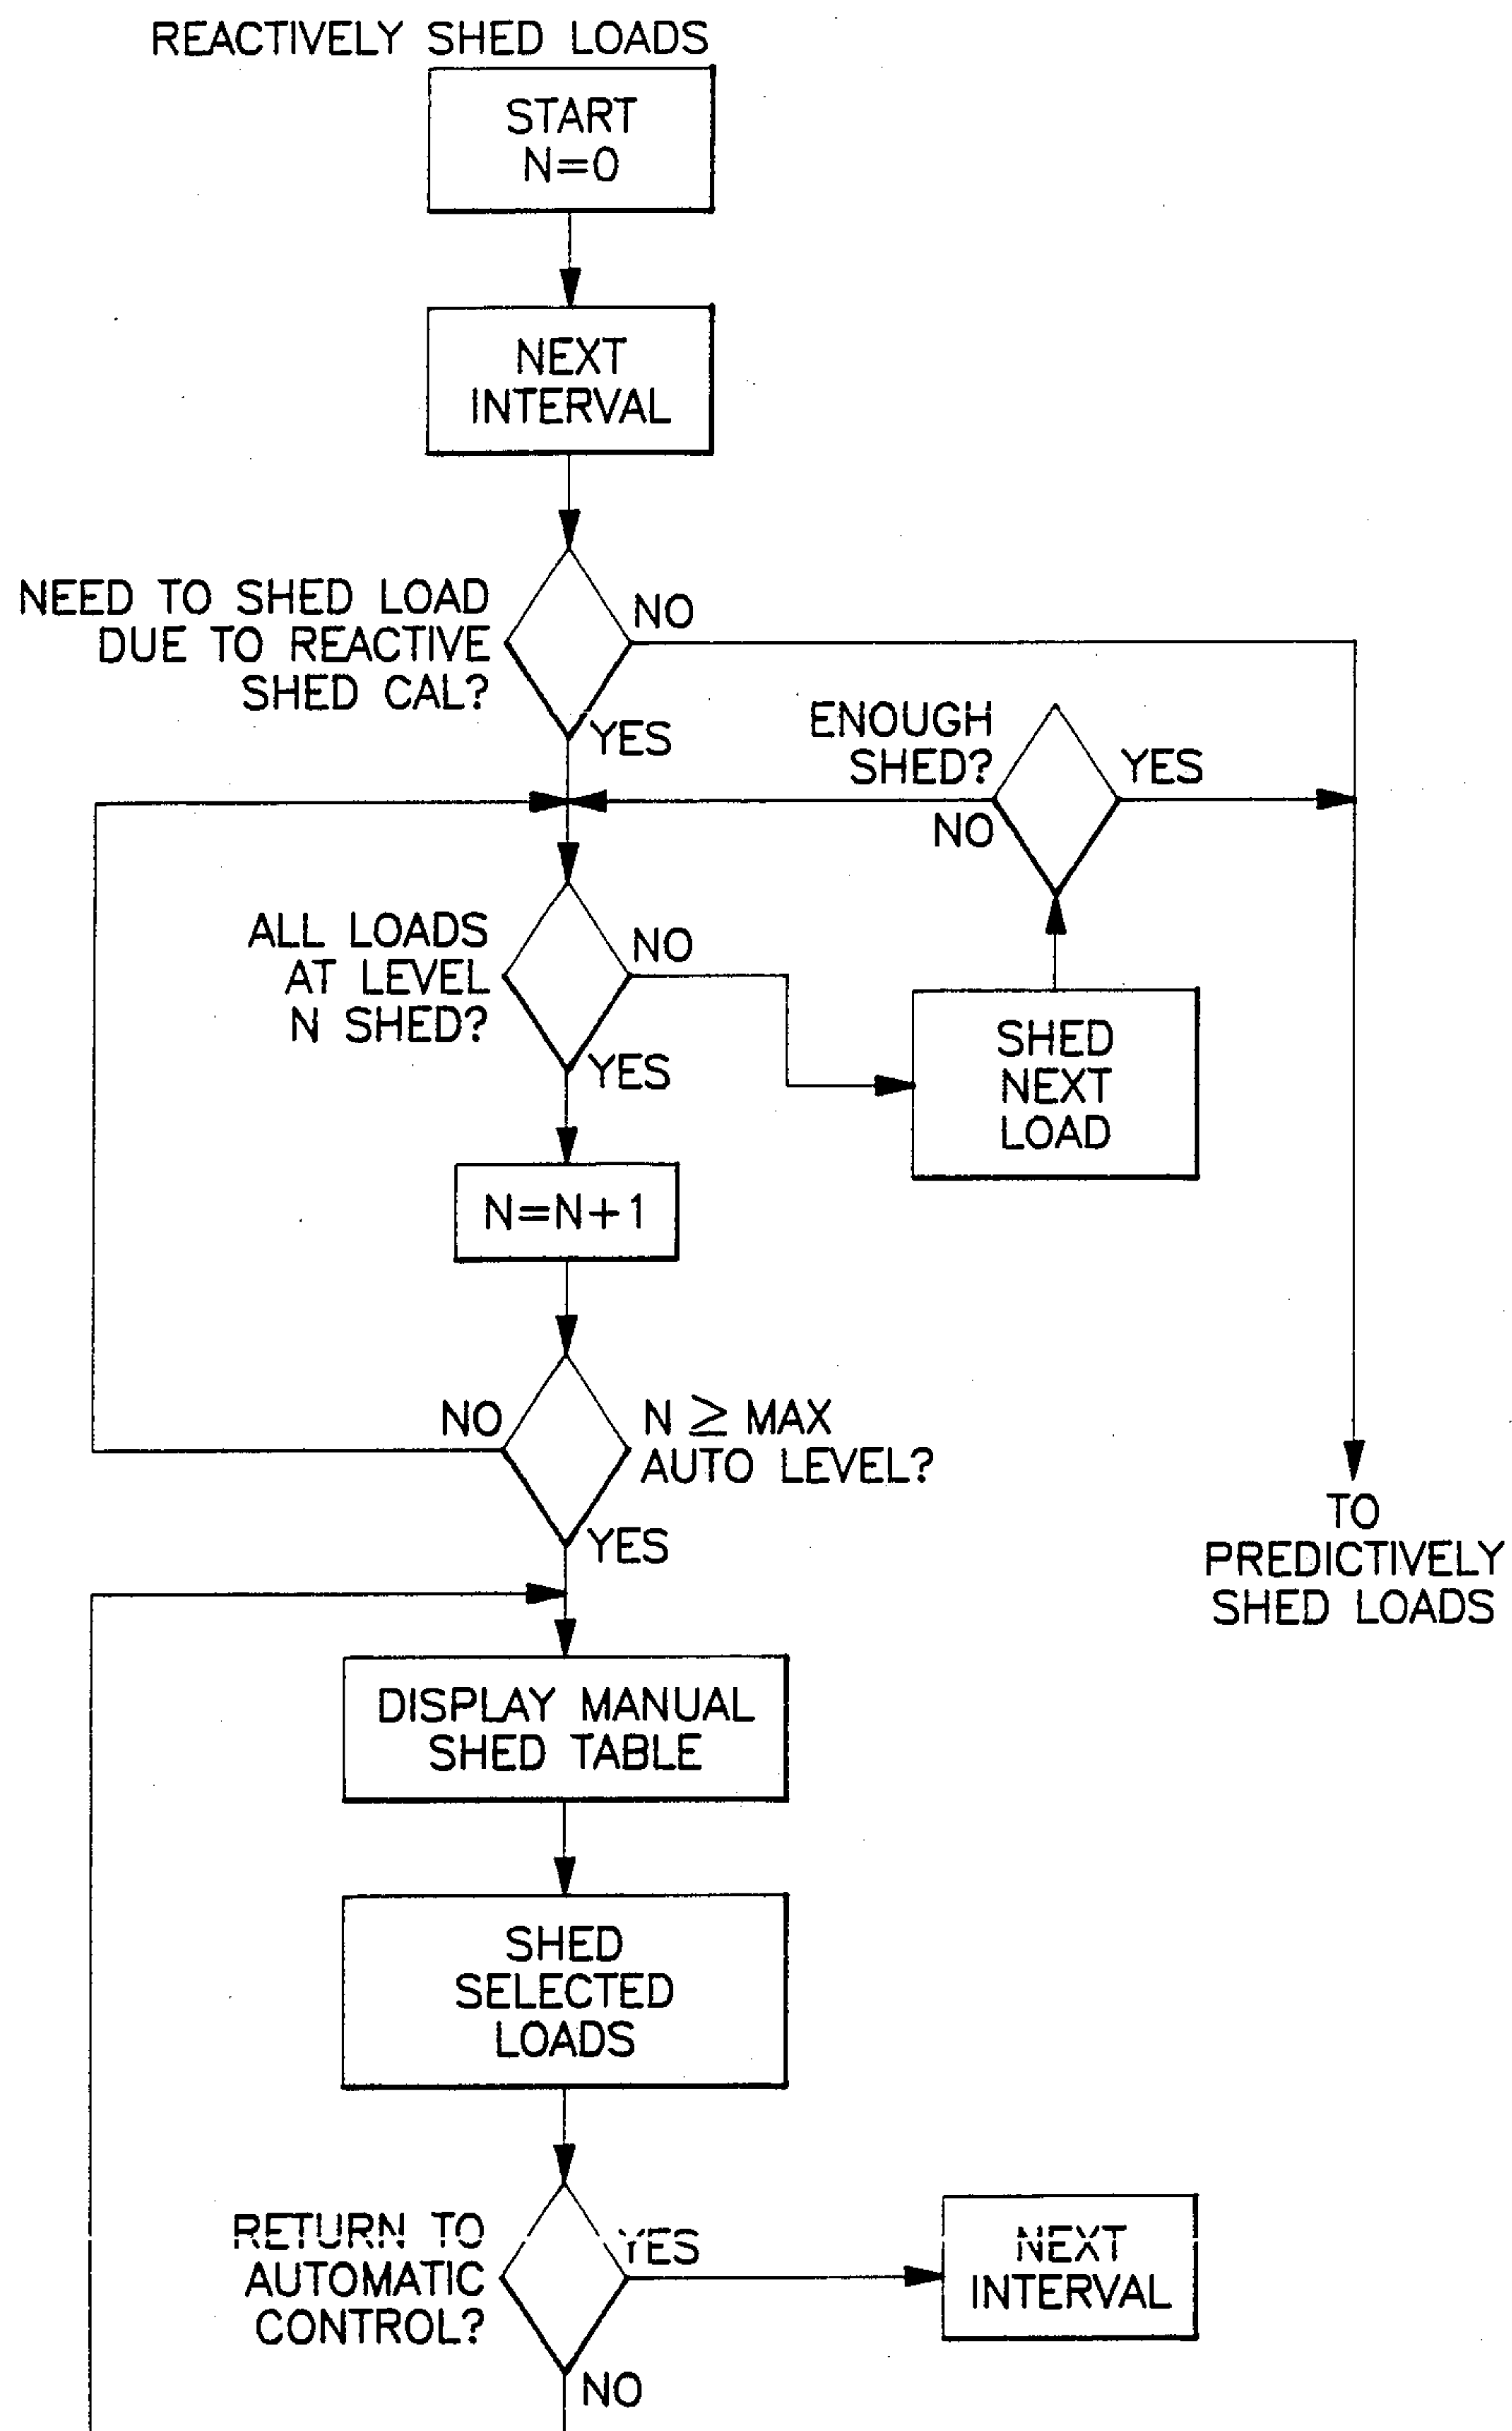 REACTIVELY SHED LOADS
START
N=0
NEXT
INTERVAL
NEED TO SHED LOAD
DUE TO REACTIVE
SHED CAL?
NO
YES
ENOUGH
SHED?
YES
NO
ALL LOADS
AT LEVEL
N SHED?
NO
YES
SHED
NEXT
LOAD
N=N+1
NO
N ≥ MAX
AUTO LEVEL?
YES
TO
PREDICTIVELY
SHED LOADS
DISPLAY MANUAL
SHED TABLE
SHED
SELECTED
LOADS
RETURN TO
AUTOMATIC
CONTROL?
YES
NEXT
INTERVAL
NO